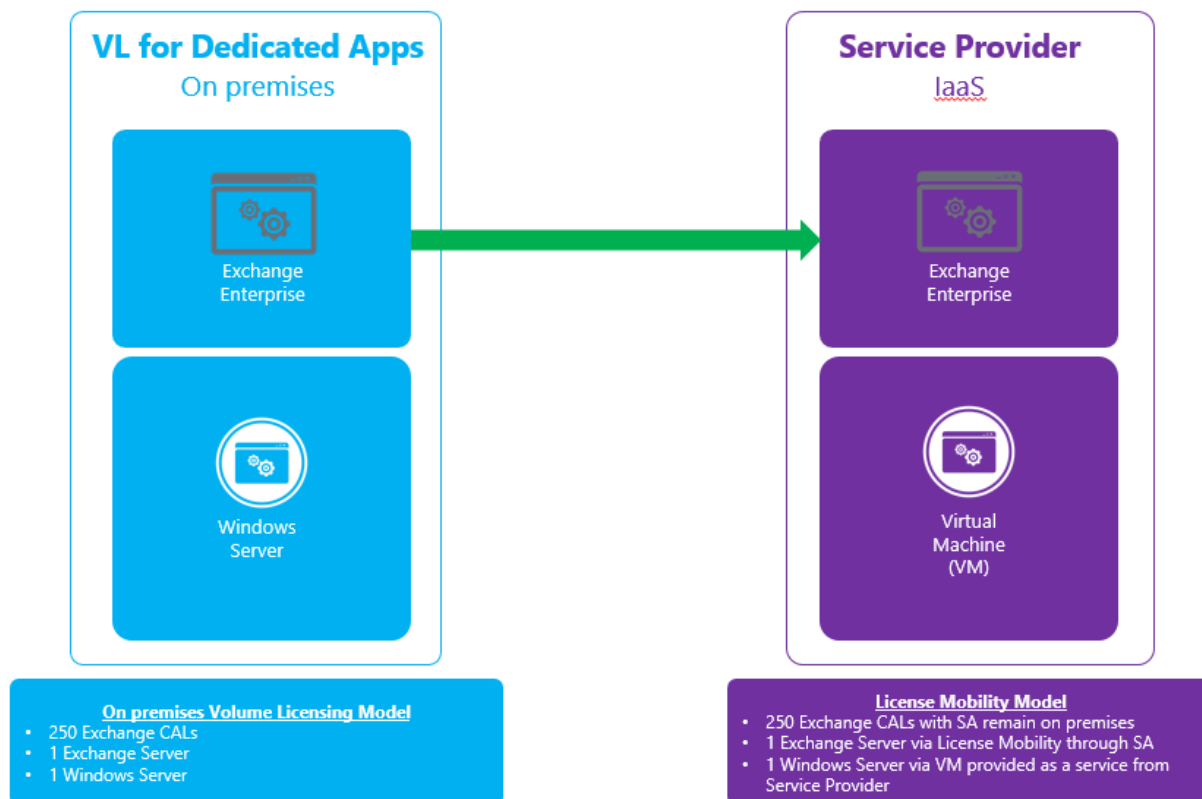 VL for Dedicated Apps
On premises
Exchange
Enterprise
Windows
Server
On premises Volume Licensing Model
• 250 Exchange CALs
• 1 Exchange Server
• 1 Windows Server
Service Provider
IaaS
Exchange
Enterprise
Virtual
Machine
(VM)
License Mobility Model
• 250 Exchange CALs with SA remain on premises
• 1 Exchange Server via License Mobility through SA
• 1 Windows Server via VM provided as a service from
Service Provider